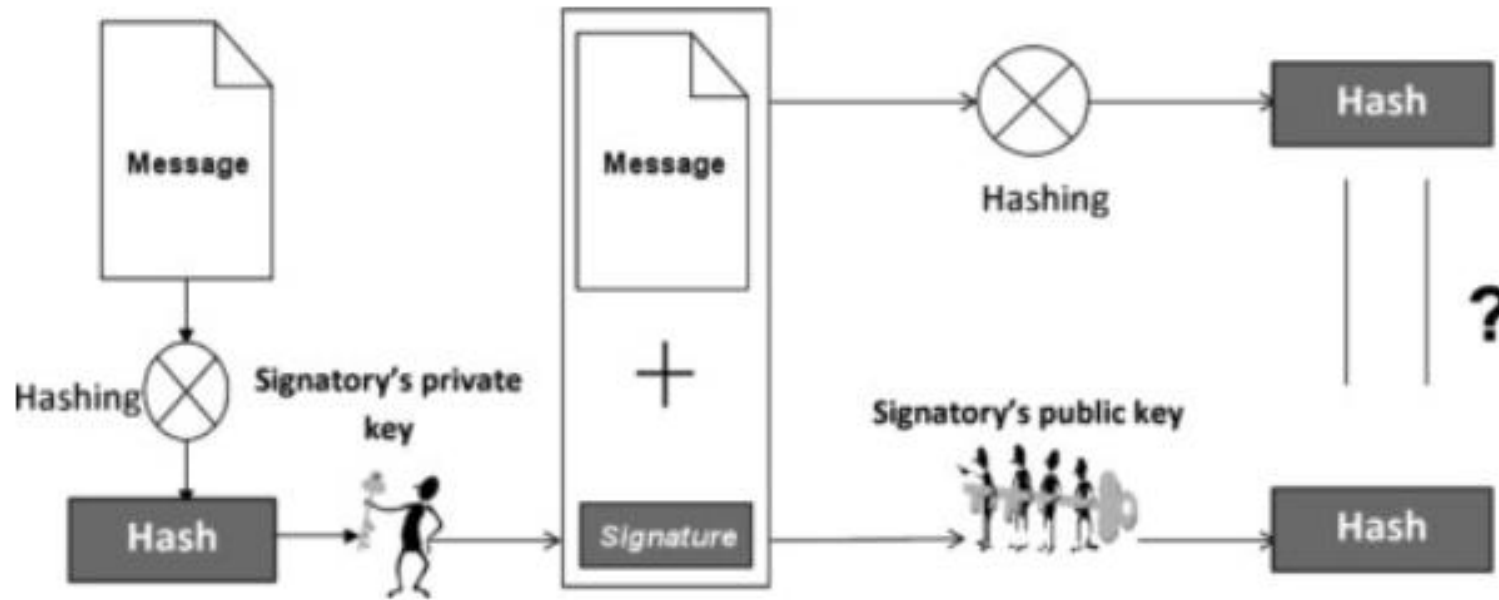 Message
Hashing
Hash
Signatory's private
key
Message
+
Signature
Hashing
Hash
Signatory's public key
Hash
?